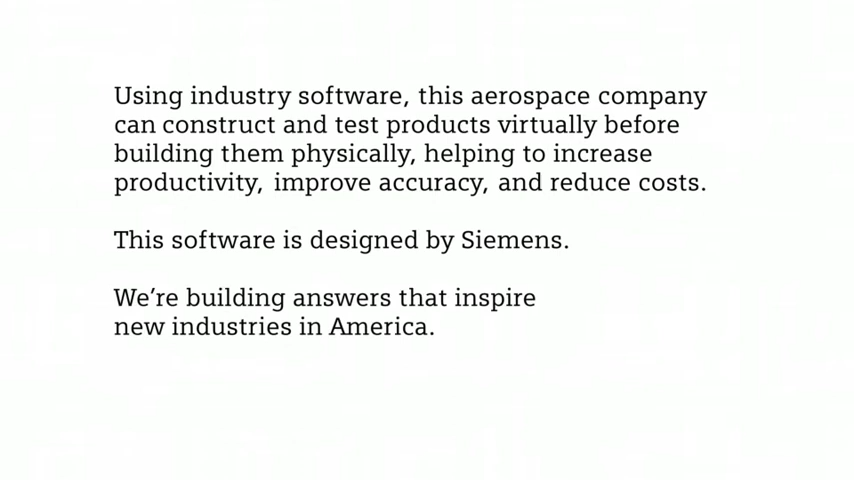 Using industry software, this aerospace company
can construct and test products virtually before
building them physically, helping to increase
productivity, improve accuracy, and reduce costs.
This software is designed by Siemens.
We’re building answers that inspire
new industries in America.